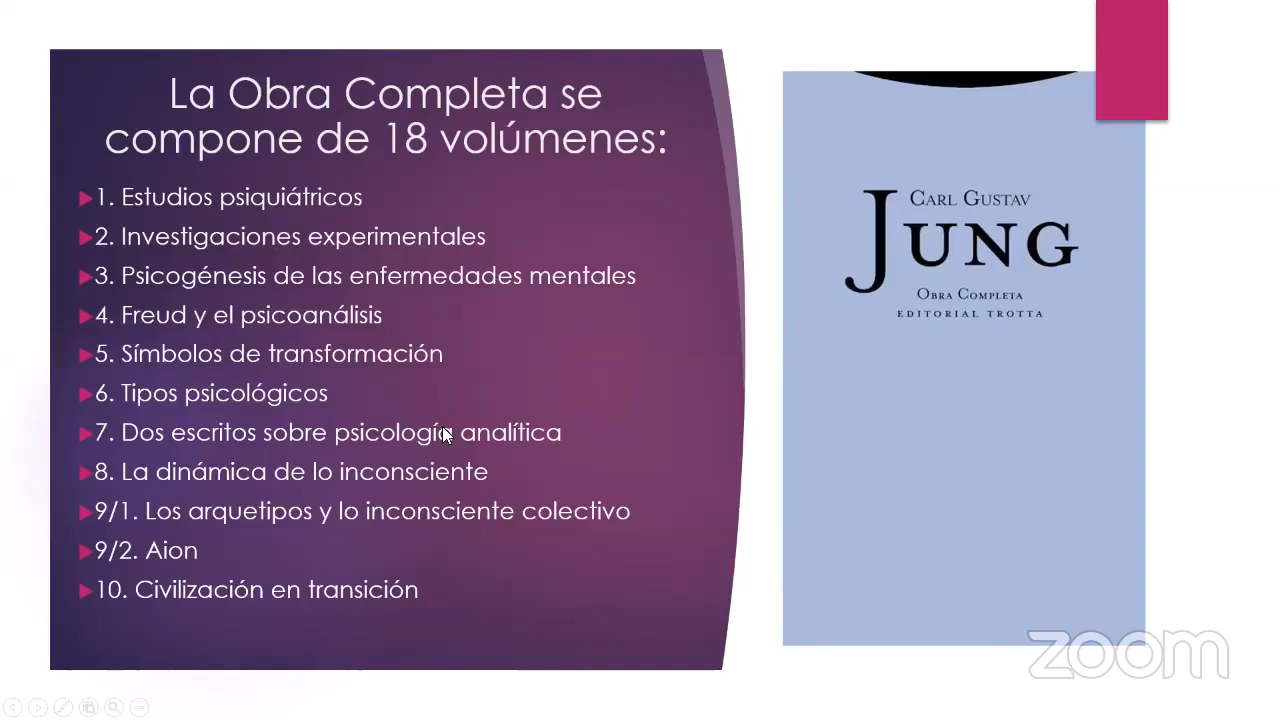 La Obra Completa se
compone de 18 volúmenes:
1. Estudios psiquiátricos
2. Investigaciones experimentales
3. Psicogénesis de las enfermedades mentales
4. Freud y el psicoanálisis
5. Símbolos de transformación
6. Tipos psicológicos
7. Dos escritos sobre psicología analítica
8. La dinámica de lo inconsciente
9/1. Los arquetipos y lo inconsciente colectivo
9/2. Aion
10. Civilización en transición
CARL GUSTAV
JUNG
OBRA COMPLETA
EDITORIAL TROTTA
zoom